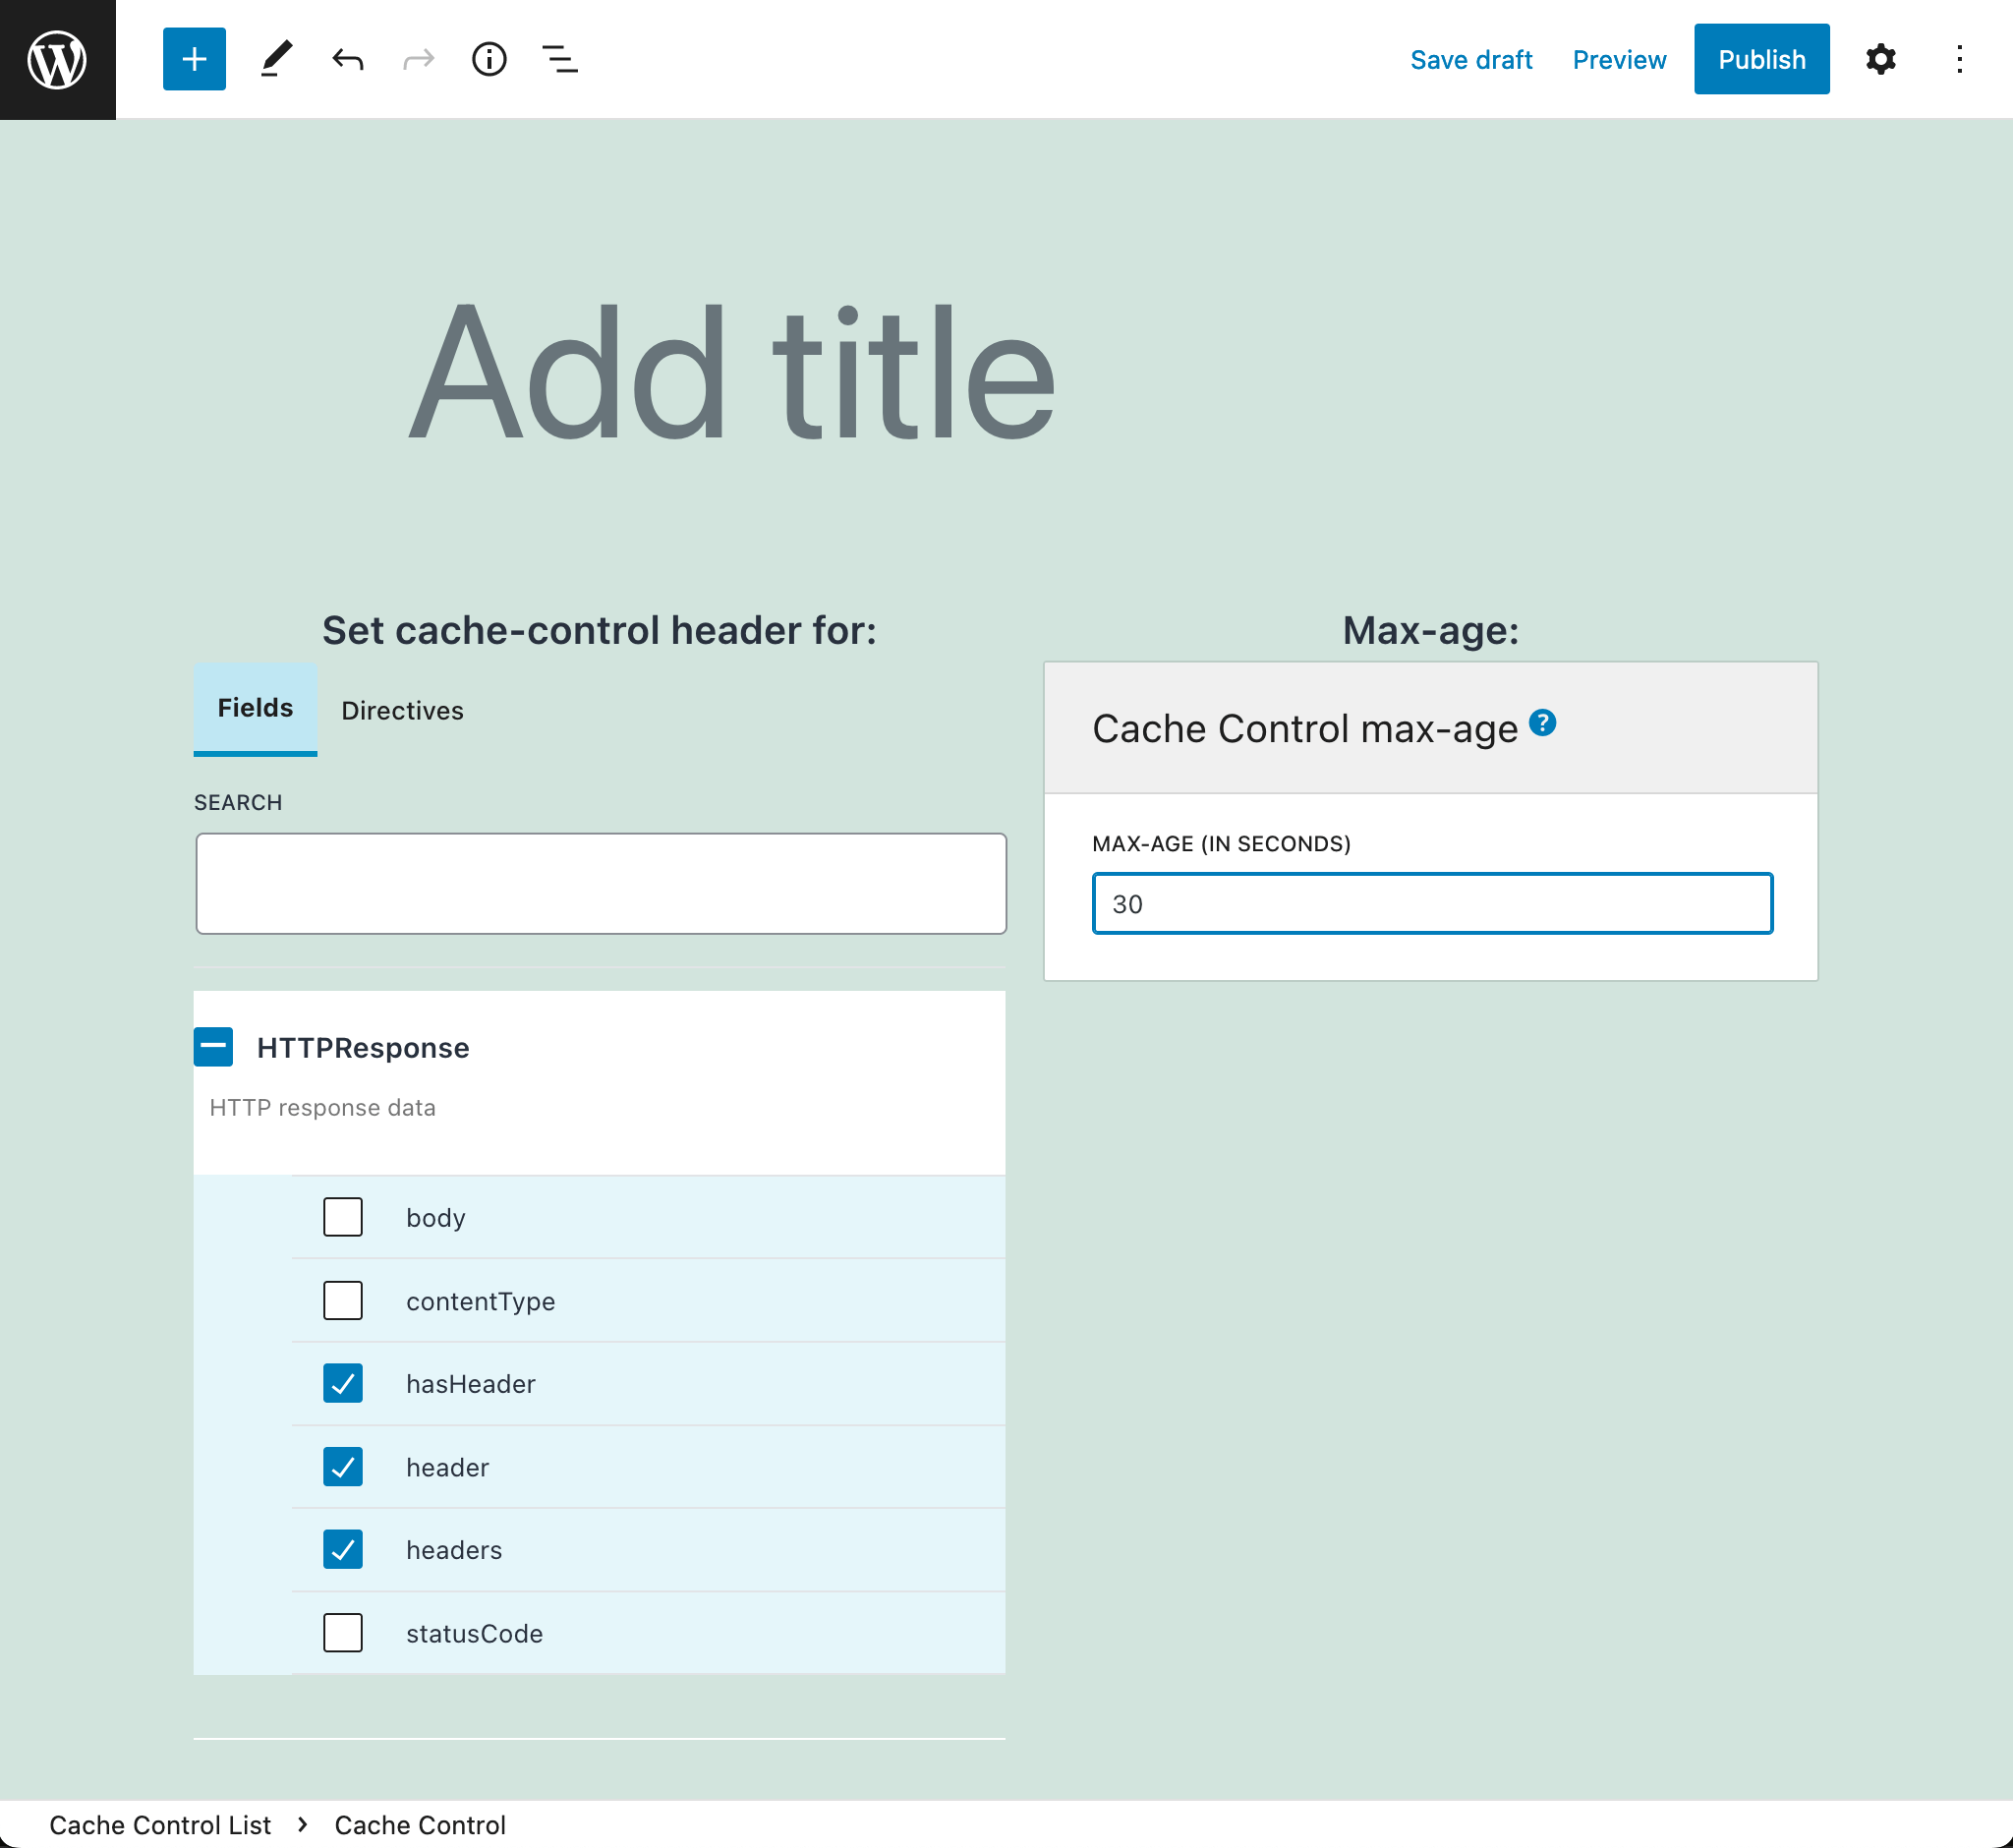 Save draft
Preview
Publish
Add title
Set cache-control header for:
Fields
Directives
SEARCH
HTTPResponse
HTTP response data
body
contentType
hasHeader
header
headers
statusCode
Max-age:
Cache Control max-age ?
MAX-AGE (IN SECONDS)
30
Cache Control List › Cache Control